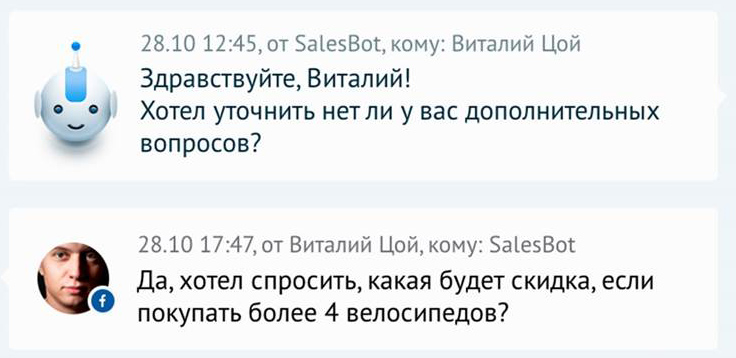 28.10 12:45, от SalesBot, кому: Виталий Цой
Здравствуйте, Виталий!
Хотел уточнить нет ли у вас дополнительных
вопросов?
28.10 17:47, от Виталий Цой, кому: SalesBot
Да, хотел спросить, какая будет скидка, если
покупать более 4 велосипедов?